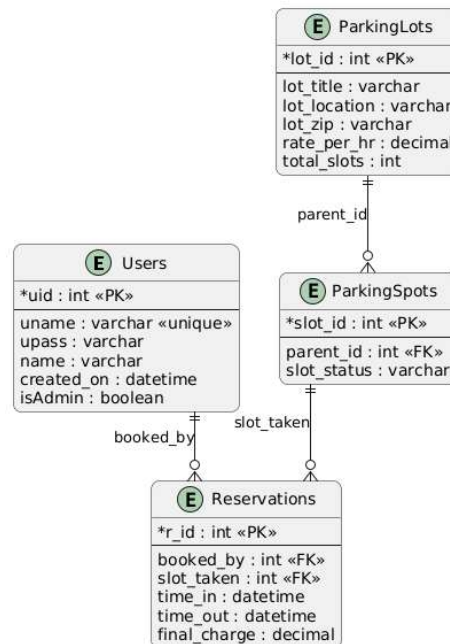 E ParkingLots
*lot_id : int «PK»
lot_title : varchar
lot_location : varchar
lot_zip : varchar
rate_per_hr : decimal
total_slots : int
parent_id
E Users
*uid : int «PK»
uname : varchar «unique»
upass : varchar
name : varchar
created_on : datetime
isAdmin : boolean
E ParkingSpots
*slot_id : int «PK»
parent_id : int «FK»
slot_status : varchar
booked_by
slot_taken
E Reservations
*r_id : int «PK»
booked_by : int «FK»
slot_taken : int «FK»
time_in : datetime
time_out : datetime
final_charge : decimal